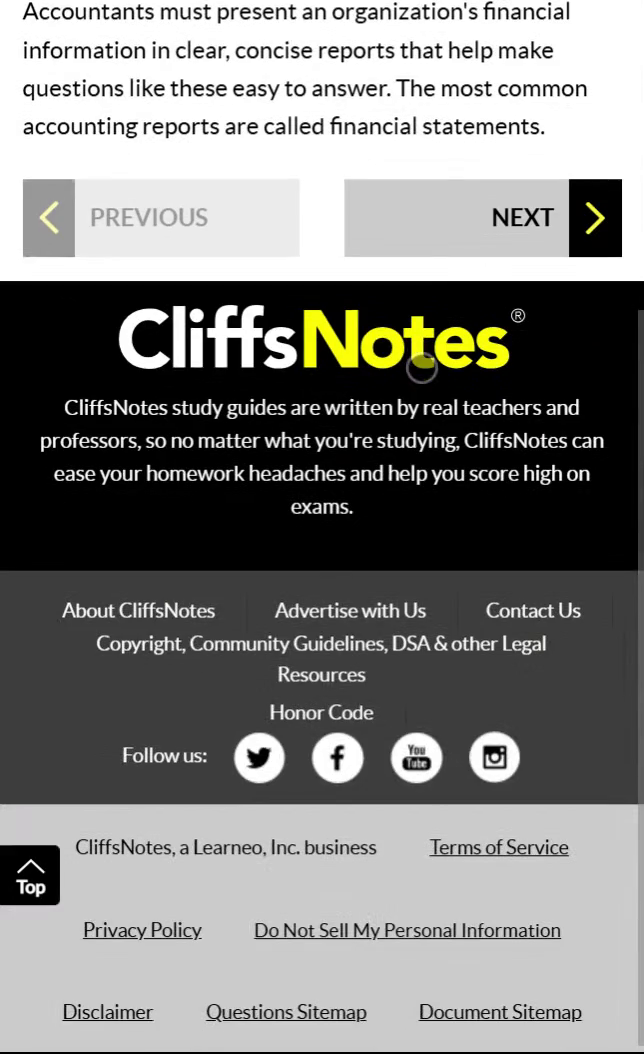 Accountants must present an organization's financial
information in clear, concise reports that help make
questions like these easy to answer. The most common
accounting reports are called financial statements.
PREVIOUS
NEXT
CliffsNotes®
CliffsNotes study guides are written by real teachers and
professors, so no matter what you're studying, CliffsNotes can
ease your homework headaches and help you score high on
exams.
About CliffsNotes Advertise with Us Contact Us
Copyright, Community Guidelines, DSA & other Legal
Resources
Honor Code
Follow us:
You
Tube
CliffsNotes, a Learneo, Inc. business Terms of Service
Top
Privacy Policy Do Not Sell My Personal Information
Disclaimer Questions Sitemap Document Sitemap